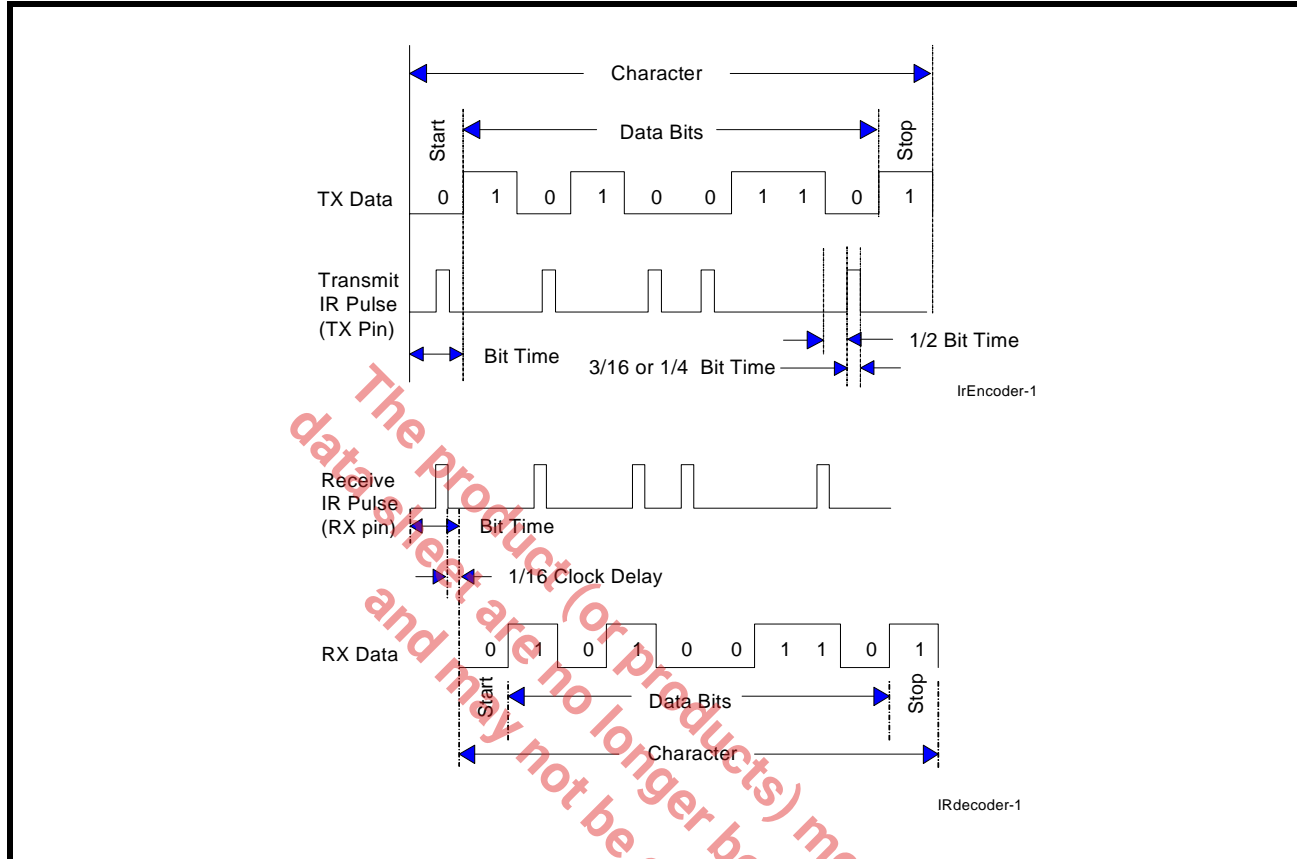 Character
Start
Data Bits
Stop
TX Data
0 1 0 1 0 0 1 1 0 1
Transmit
IR Pulse
(TX Pin)
Bit Time
1/2 Bit Time
3/16 or 1/4 Bit Time
IrEncoder-1
Receive
IR Pulse
(RX pin)
Bit Time
1/16 Clock Delay
RX Data
0 1 0 1 0 0 1 1 0 1
Start
Data Bits
Stop
Character
IRdecoder-1
The product (or products)
data sheet are no longer
and may not be